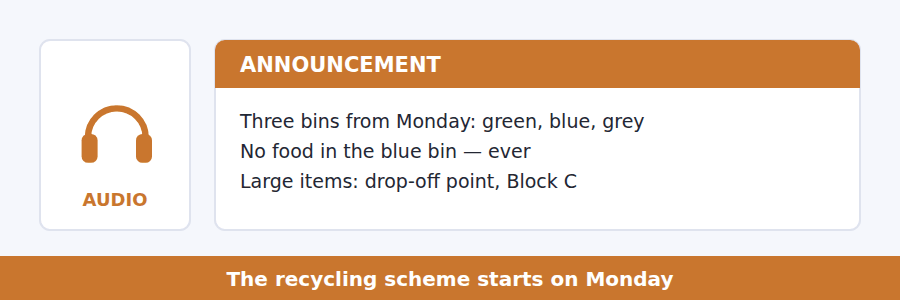 AUDIO
ANNOUNCEMENT
Three bins from Monday: green, blue, grey
No food in the blue bin — ever
Large items: drop-off point, Block C
The recycling scheme starts on Monday